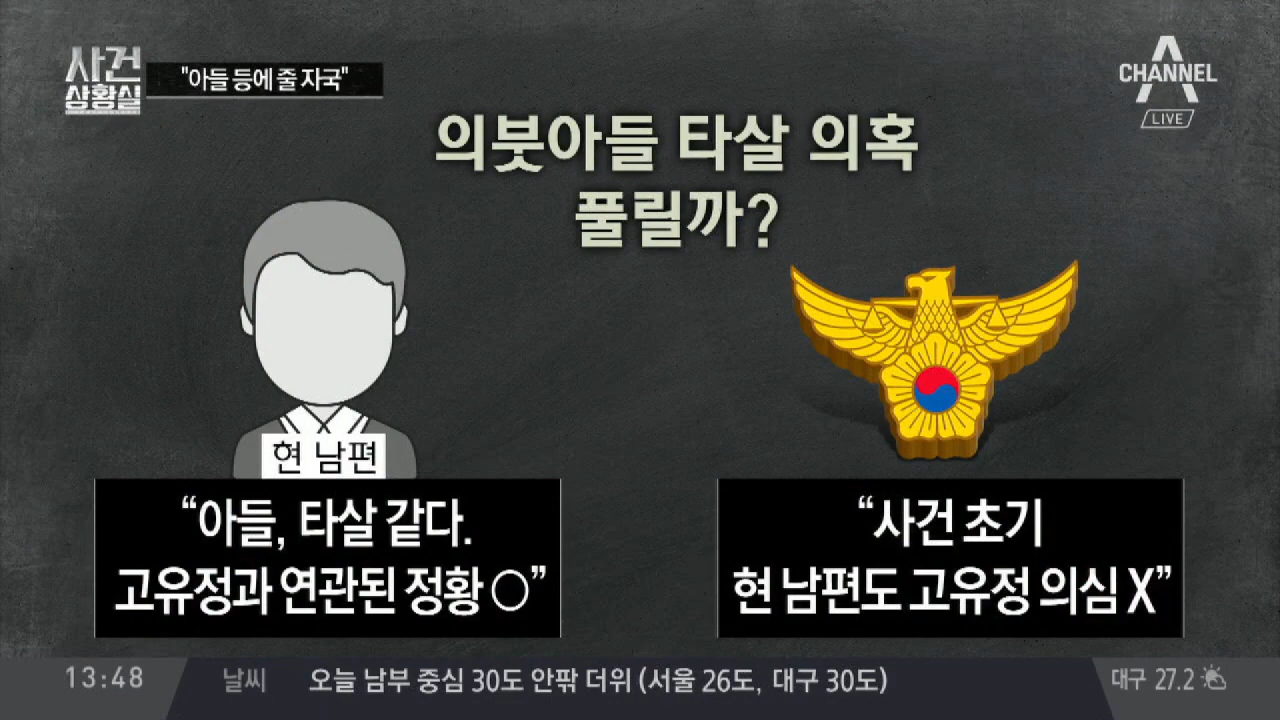 사건
상황실
"아들 등에 줄 자국"
CHANNEL A
LIVE
의붓아들 타살 의혹
풀릴까?
현 남편
“아들, 타살 같다.
고유정과 연관된 정황 ○”
“사건 초기
현 남편도 고유정 의심 X”
13:48
날씨
오늘 남부 중심 30도 안팎 더위 (서울 26도, 대구 30도)
대구 27.2